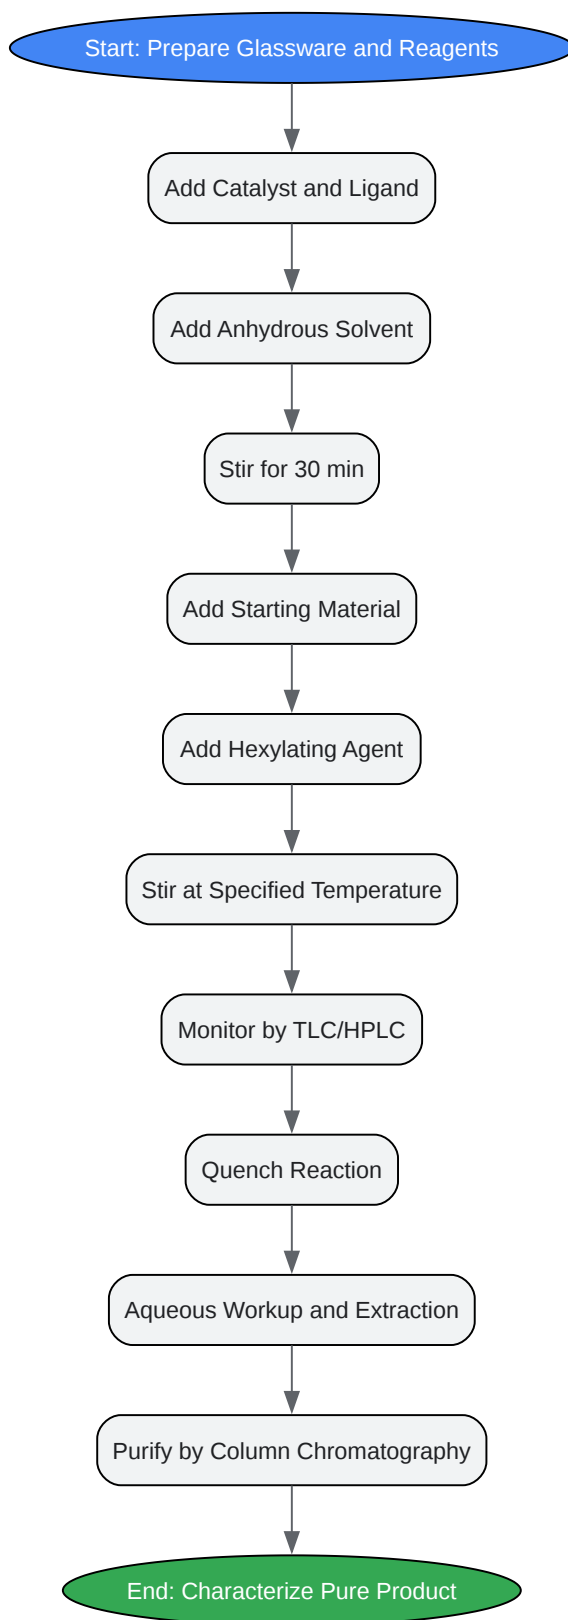 Start: Prepare Glassware and Reagents
Add Catalyst and Ligand
Add Anhydrous Solvent
Stir for 30 min
Add Starting Material
Add Hexylating Agent
Stir at Specified Temperature
Monitor by TLC/HPLC
Quench Reaction
Aqueous Workup and Extraction
Purify by Column Chromatography
End: Characterize Pure Product